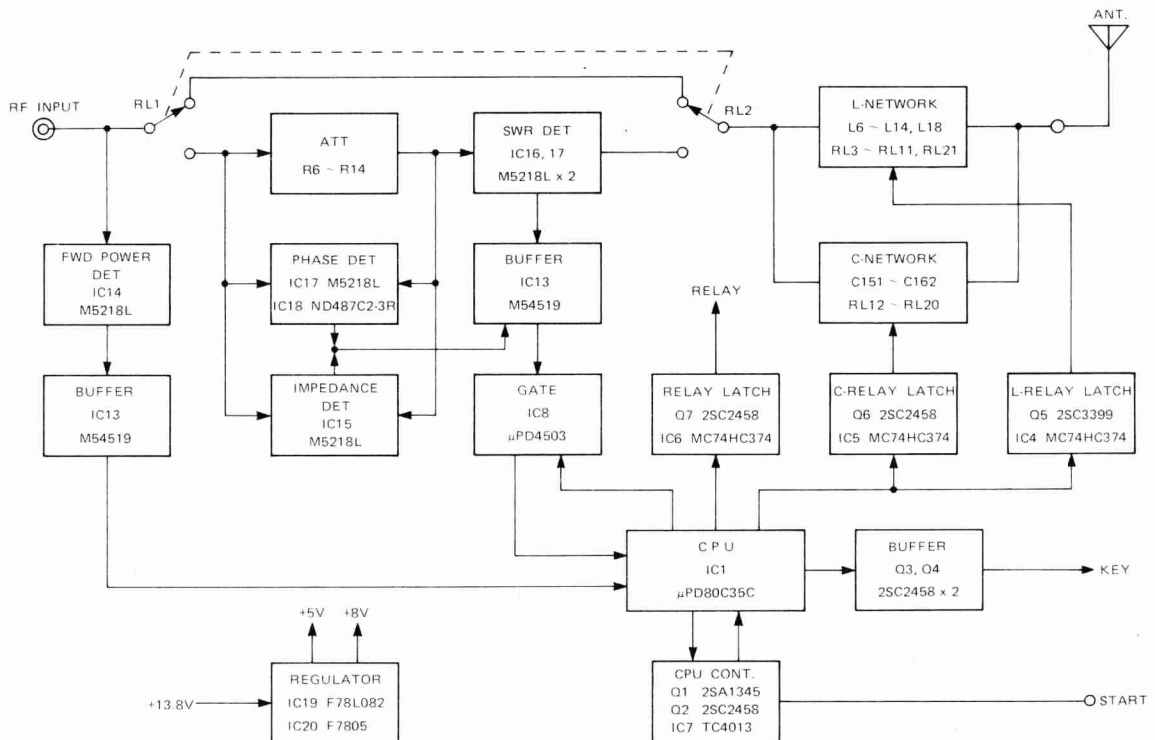 ANT.
RF INPUT
RL1
RL2
L-NETWORK
L6 ~ L14, L18
RL3 ~ RL11, RL21
ATT
R6 ~ R14
SWR DET
IC16, 17
M5218L x 2
FWD POWER
DET
IC14
M5218L
PHASE DET
IC17 M5218L
IC18 ND487C2-3R
BUFFER
IC13
M54519
C-NETWORK
C151 ~ C162
RL12 ~ RL20
RELAY
BUFFER
IC13
M54519
IMPEDANCE
DET
IC15
M5218L
GATE
IC8
μPD4503
RELAY LATCH
Q7 2SC2458
IC6 MC74HC374
C-RELAY LATCH
Q6 2SC2458
IC5 MC74HC374
L-RELAY LATCH
Q5 2SC3399
IC4 MC74HC374
CPU
IC1
μPD80C35C
BUFFER
Q3, Q4
2SC2458 x 2
KEY
+5V
+8V
+13.8V
REGULATOR
IC19 F78L082
IC20 F7805
CPU CONT.
Q1 2SA1345
Q2 2SC2458
IC7 TC4013
START